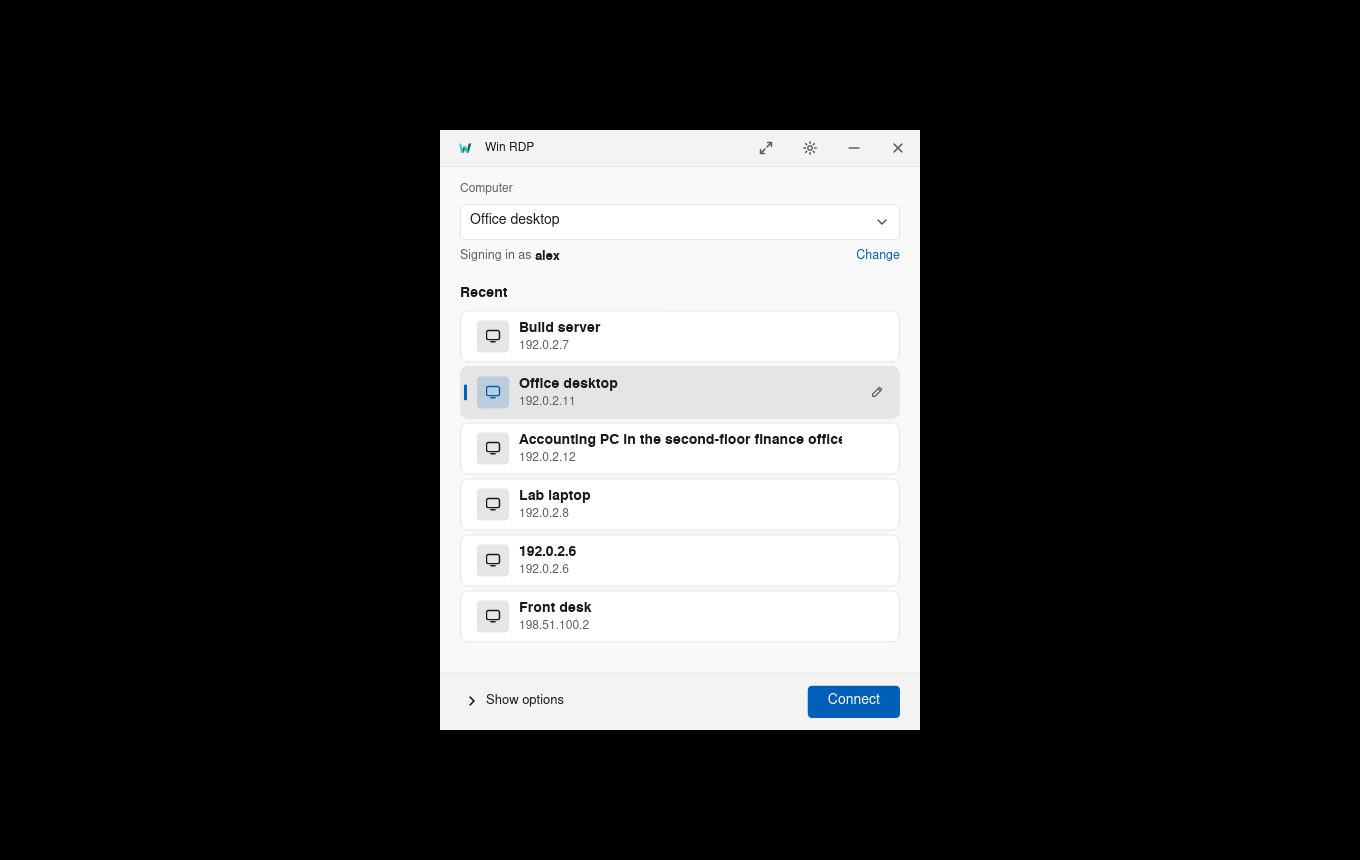 Win RDP
Computer
Office desktop
Signing in as alex
Change
Recent
Build server
192.0.2.7
Office desktop
192.0.2.11
Accounting PC in the second-floor finance office
192.0.2.12
Lab laptop
192.0.2.8
192.0.2.6
192.0.2.6
Front desk
198.51.100.2
Show options
Connect